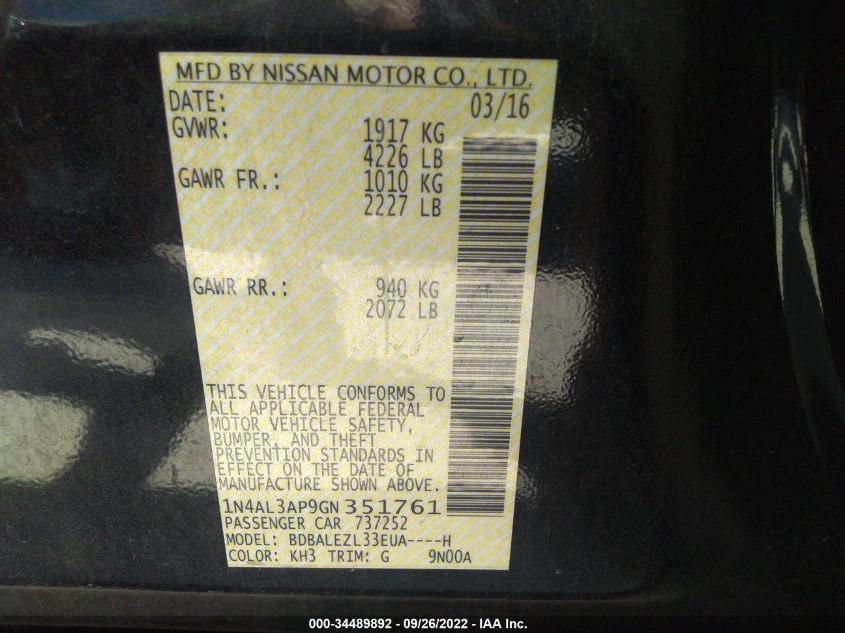 MFD BY NISSAN MOTOR CO., LTD.
DATE: 03/16
GVWR: 1917 KG
4226 LB
GAWR FR.: 1010 KG
2227 LB
GAWR RR.: 940 KG
2072 LB
THIS VEHICLE CONFORMS TO
ALL APPLICABLE FEDERAL
MOTOR VEHICLE SAFETY,
BUMPER, AND THEFT
PREVENTION STANDARDS IN
EFFECT ON THE DATE OF
MANUFACTURE SHOWN ABOVE.
1N4AL3AP9GN351761
PASSENGER CAR 737252
MODEL: BDBALEZL33EUA----H
COLOR: KH3 TRIM: G 9N00A
000-34489892 - 09/26/2022 - IAA Inc.